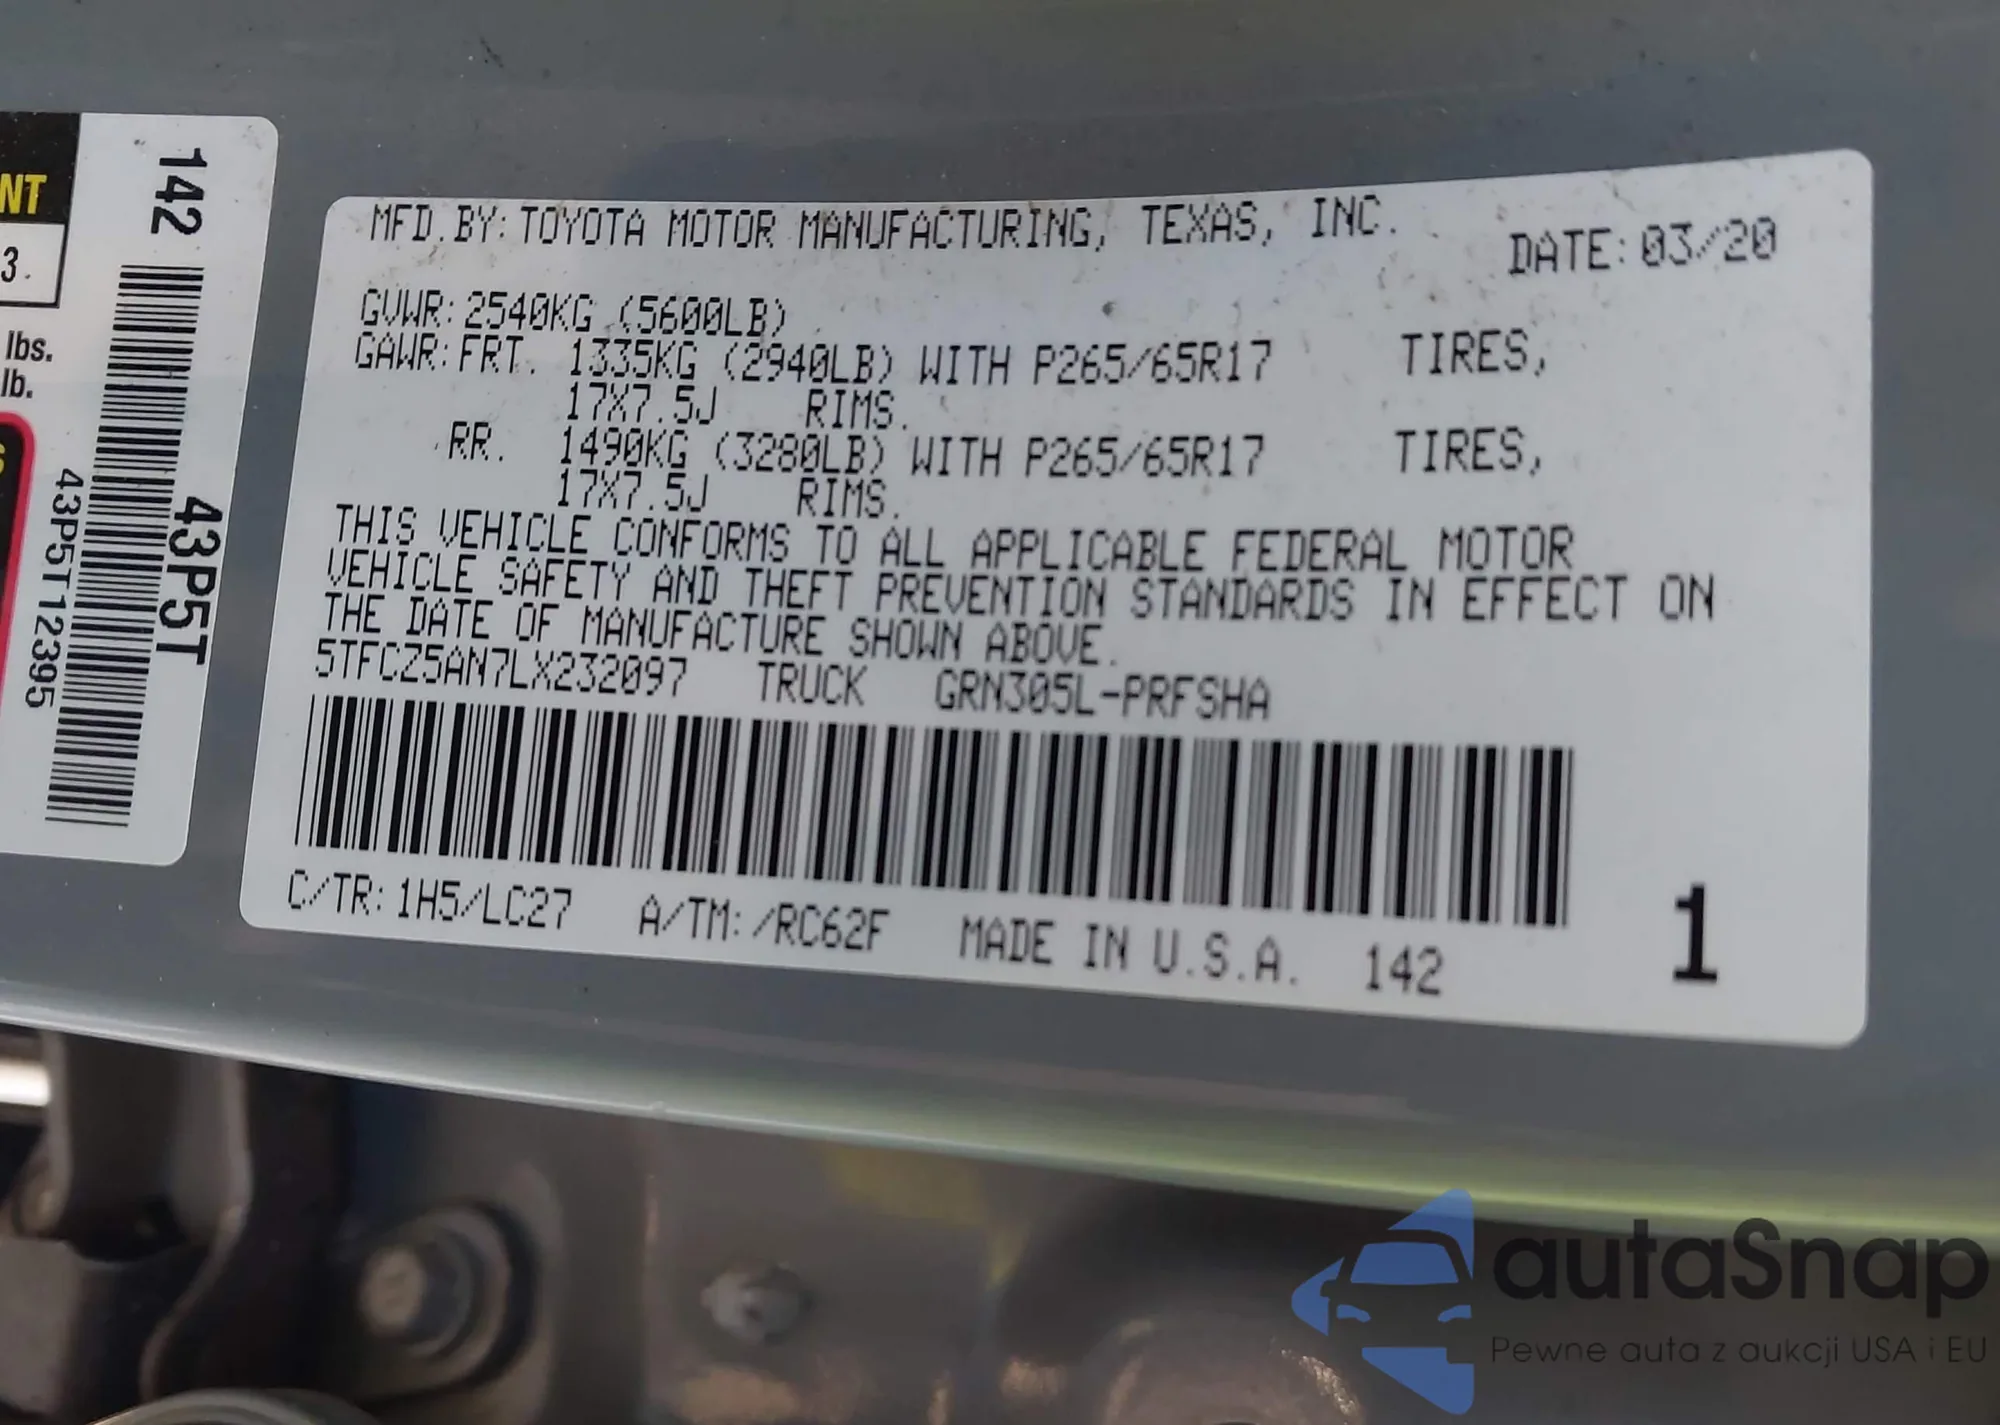 NT
3.
lbs.
lb.
S
142
43P5T
43P5T12395
MFD.BY: TOYOTA MOTOR MANUFACTURING, TEXAS, INC.
DATE: 03/20
GVWR: 2540KG (5600LB)
GAWR: FRT. 1335KG (2940LB) WITH P265/65R17 TIRES,
17X7.5J RIMS.
RR. 1490KG (3280LB) WITH P265/65R17 TIRES,
17X7.5J RIMS.
THIS VEHICLE CONFORMS TO ALL APPLICABLE FEDERAL MOTOR
VEHICLE SAFETY AND THEFT PREVENTION STANDARDS IN EFFECT ON
THE DATE OF MANUFACTURE SHOWN ABOVE.
5TFCZ5AN7LX232097 TRUCK GRN305L-PRFSHA
C/TR: 1H5/LC27 A/TM: /RC62F MADE IN U.S.A. 142
1
autaSnap
Pewne auta z aukcji USA i EU